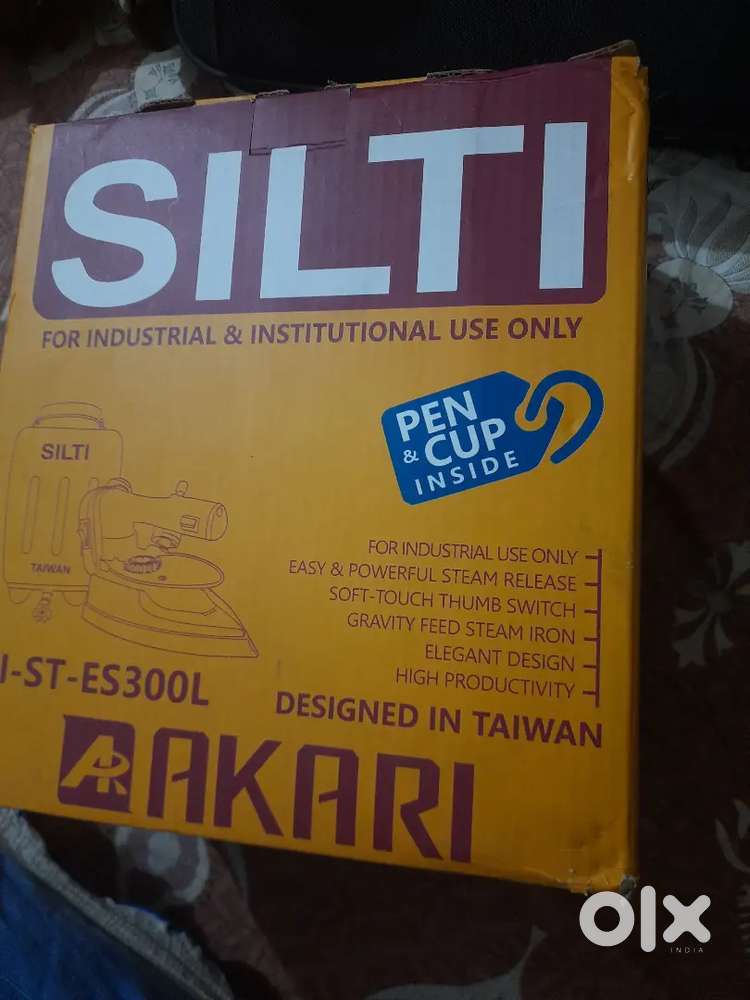 SILTI
FOR INDUSTRIAL & INSTITUTIONAL USE ONLY
PEN
& CUP
INSIDE
SILTI
TAIWAN
FOR INDUSTRIAL USE ONLY
EASY & POWERFUL STEAM RELEASE
SOFT-TOUCH THUMB SWITCH
GRAVITY FEED STEAM IRON
ELEGANT DESIGN
HIGH PRODUCTIVITY
I-ST-ES300L
DESIGNED IN TAIWAN
AKARI
olx
INDIA